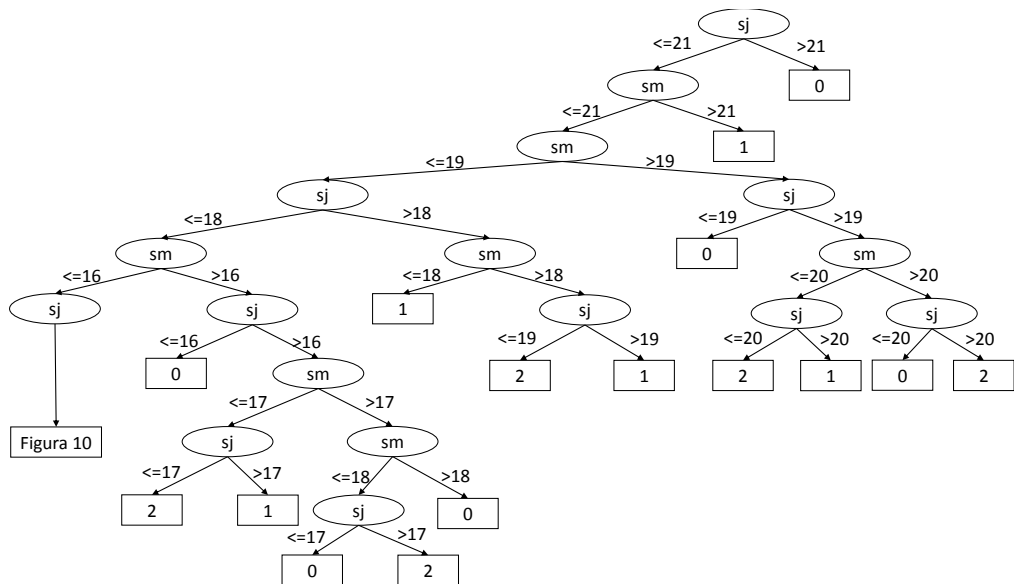 sj
<=21 >21
sm 0
<=21 >21
sm 1
<=19 >19
sj sj
<=18 >18 <=19 >19
sm sm 0 sm
<=16 >16 <=18 >18 <=20 >20
sj sj 1 sj sj sj
<=16 >16 <=19 >19 <=20 >20 <=20 >20
0 sm 2 1 2 1 0 2
<=17 >17
Figura 10 sj sm
<=17 >17 <=18 >18
2 1 sj 0
<=17 >17
0 2